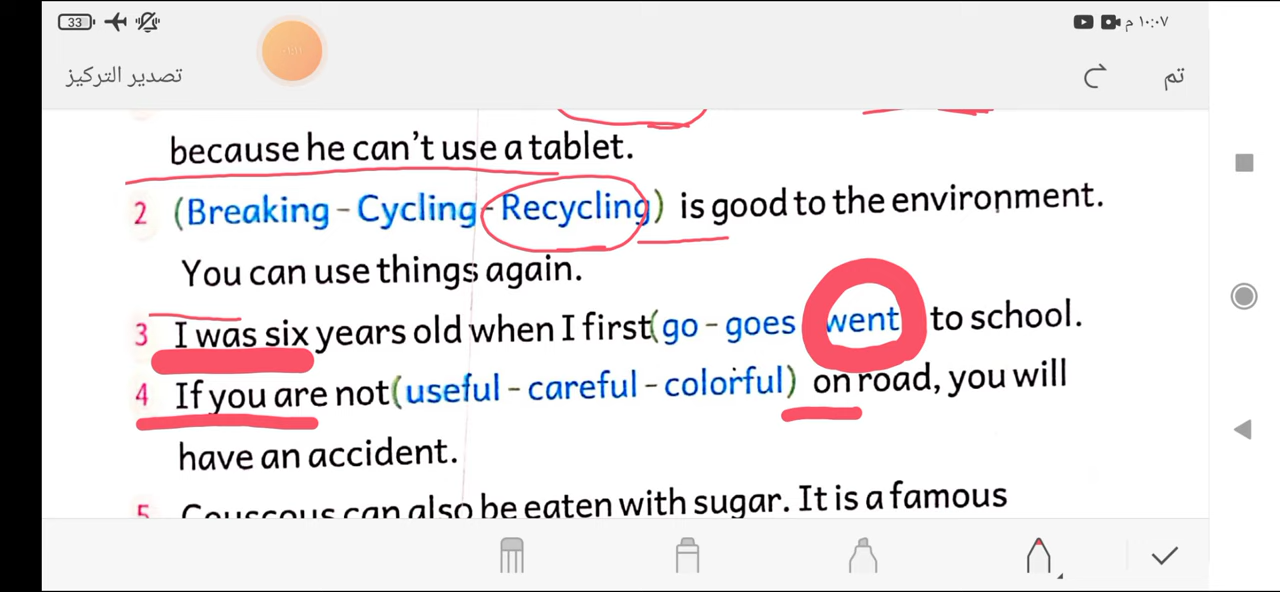 33 ١٠:٠٧ م
تصدير التركيز تم
because he can't use a tablet.
2 (Breaking - Cycling - Recycling) is good to the environment.
You can use things again.
3 I was six years old when I first (go - goes went to school.
4 If you are not (useful - careful - colorful) on road, you will
have an accident.
5 Couscous can also be eaten with sugar. It is a famous